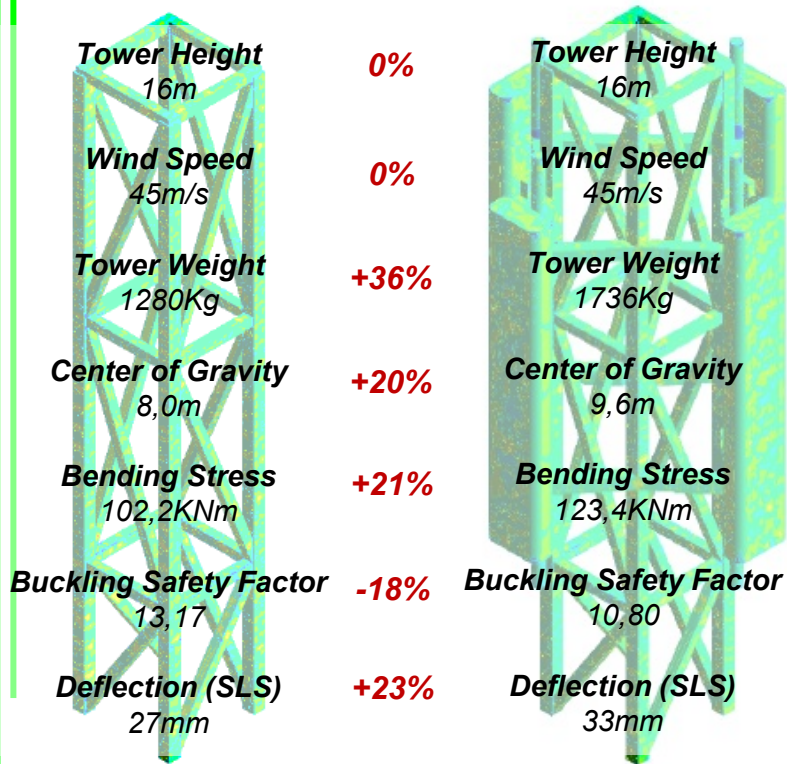 Tower Height
16m
0%
Tower Height
16m
Wind Speed
45m/s
0%
Wind Speed
45m/s
Tower Weight
1280Kg
+36%
Tower Weight
1736Kg
Center of Gravity
8,0m
+20%
Center of Gravity
9,6m
Bending Stress
102,2KNm
+21%
Bending Stress
123,4KNm
Buckling Safety Factor
13,17
-18%
Buckling Safety Factor
10,80
Deflection (SLS)
27mm
+23%
Deflection (SLS)
33mm